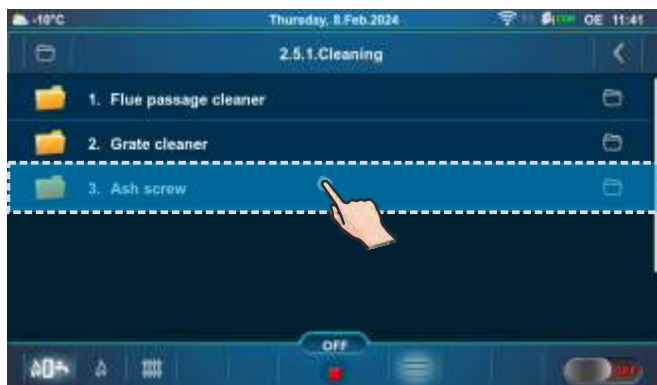 -10°C Thursday, 8.Feb 2024 OE 11:41
2.5.1.Cleaning
1. Flue passage cleaner
2. Grate cleaner
3. Ash screw
OFF
OFF